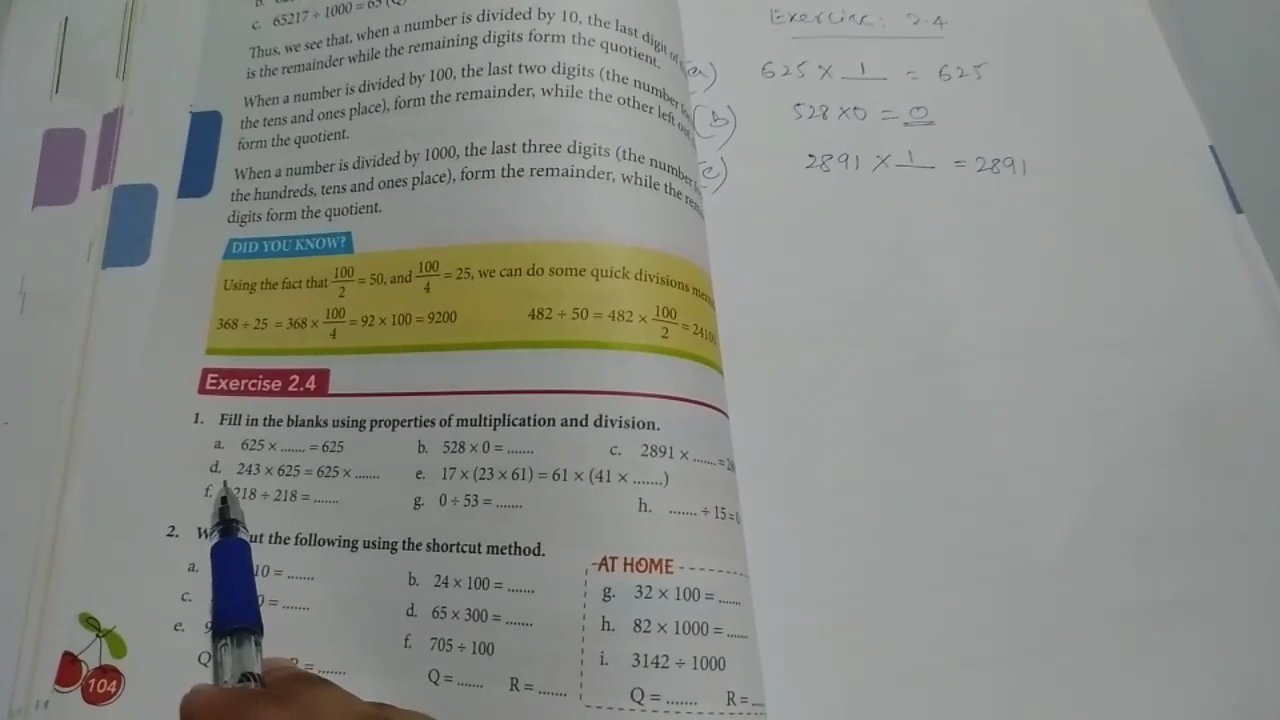 c. 65217 ÷ 1000 = 65
Thus, we see that, when a number is divided by 10, the last digit of
is the remainder while the remaining digits form the quotient.
When a number is divided by 100, the last two digits (the number
the tens and ones place), form the remainder, while the other left out
form the quotient.
When a number is divided by 1000, the last three digits (the number
the hundreds, tens and ones place), form the remainder, while the
digits form the quotient.
DID YOU KNOW?
Using the fact that 100/2 = 50, and 100/4 = 25, we can do some quick divisions
368 ÷ 25 = 368 × 100/4 = 92 × 100 = 9200
482 ÷ 50 = 482 × 100/2 = 24100
Exercise 2.4
1. Fill in the blanks using properties of multiplication and division.
a. 625 × ....... = 625
b. 528 × 0 = .......
c. 2891 × ....... =
d. 243 × 625 = 625 × .......
e. 17 × (23 × 61) = 61 × (41 × .......)
f. 218 ÷ 218 = .......
g. 0 ÷ 53 = .......
h. ....... ÷ 15 =
2. the following using the shortcut method.
a. 10 = .......
b. 24 × 100 = .......
c. 0 = .......
d. 65 × 300 = .......
e. 9
f. 705 ÷ 100
Q = ....... R = .......
Q = .......
AT HOME
g. 32 × 100 = .......
h. 82 × 1000 = .......
i. 3142 ÷ 1000
Q = ....... R = .......
104
Exercise: 2.4
(a) 625 × 1 = 625
(b) 528 × 0 = 0
(c) 2891 × 1 = 2891